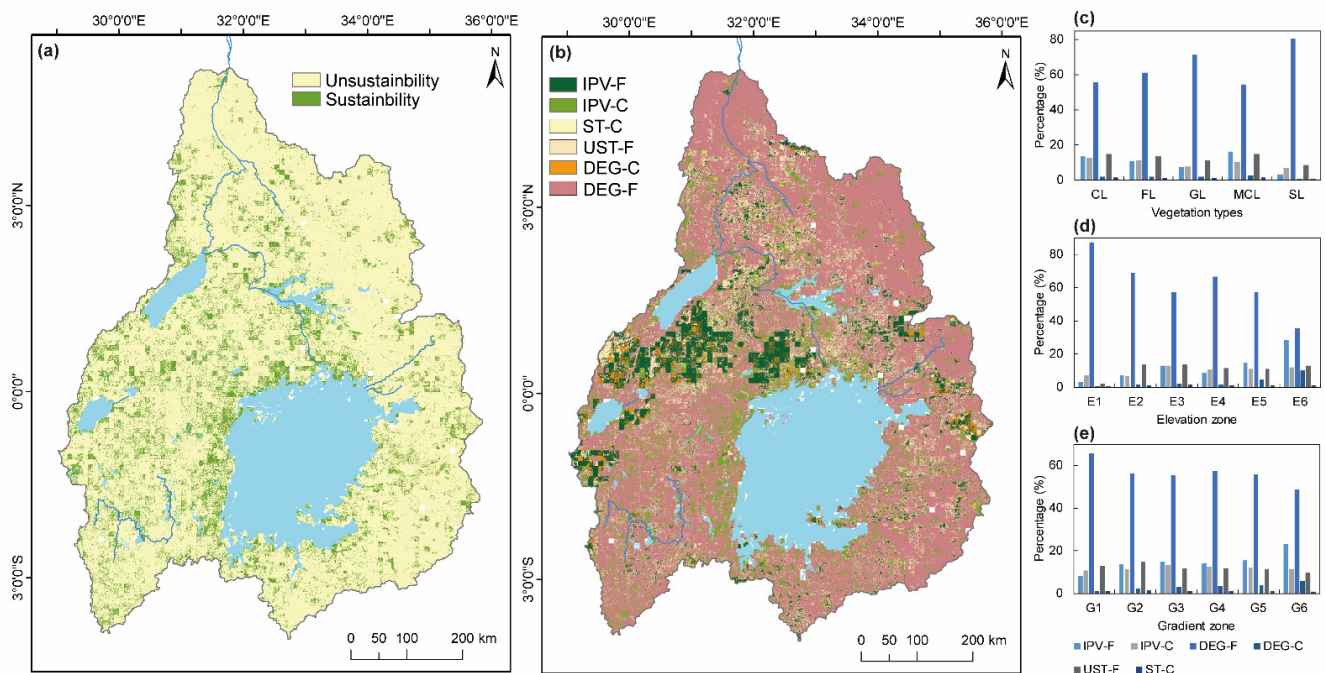 30°0'0"E 32°0'0"E 34°0'0"E 36°0'0"E
(a)
N
Unsustainbility
Sustainbility
3°0'0"N
0°0'0"
3°0'0"S
0 50 100 200 km
30°0'0"E 32°0'0"E 34°0'0"E 36°0'0"E
(b)
N
IPV-F
IPV-C
ST-C
UST-F
DEG-C
DEG-F
3°0'0"N
0°0'0"
3°0'0"S
0 50 100 200 km
(c)
Percentage (%)
80
60
40
20
0
CL FL GL MCL SL
Vegetation types
(d)
Percentage (%)
80
60
40
20
0
E1 E2 E3 E4 E5 E6
Elevation zone
(e)
Percentage (%)
60
40
20
0
G1 G2 G3 G4 G5 G6
Gradient zone
IPV-F IPV-C DEG-F DEG-C
UST-F ST-C